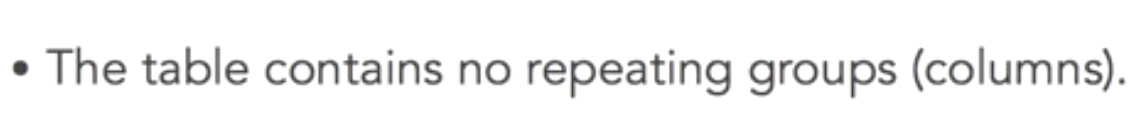 • The table contains no repeating groups (columns).